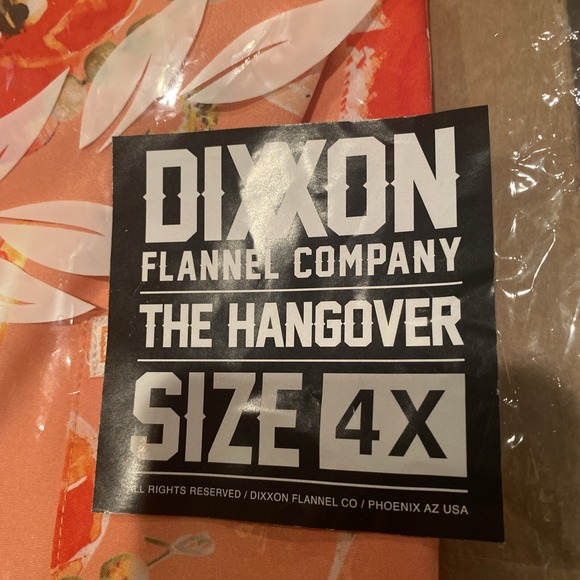 DIXXON
FLANNEL COMPANY
THE HANGOVER
SIZE 4X
ALL RIGHTS RESERVED / DIXXON FLANNEL CO / PHOENIX AZ USA